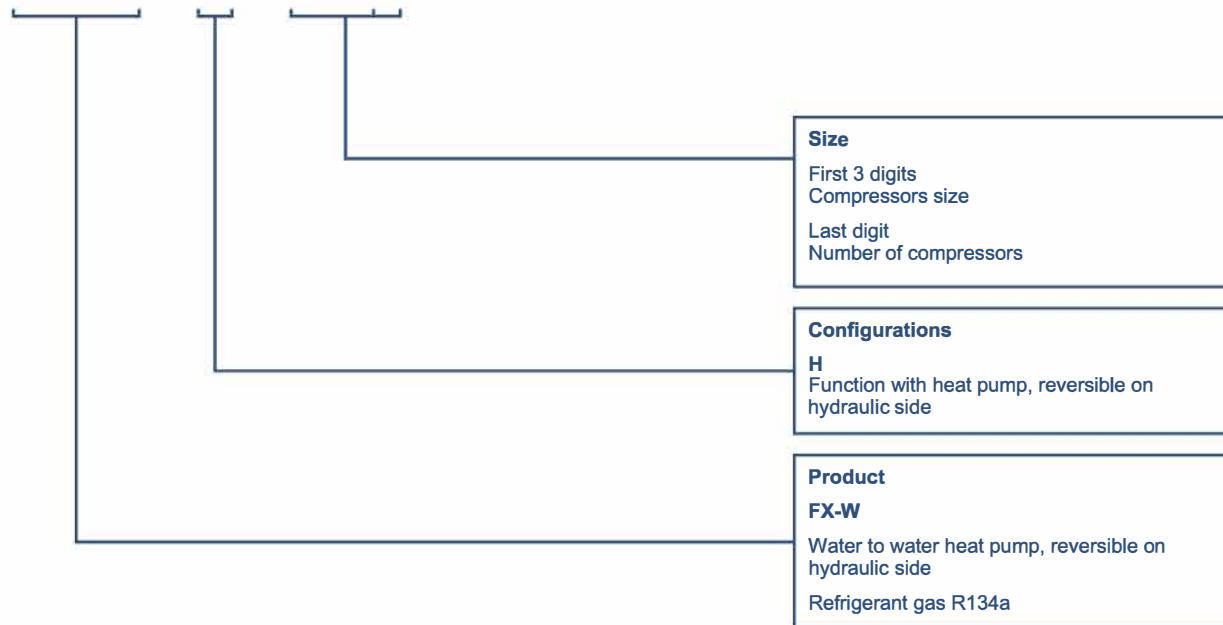 Size
First 3 digits
Compressors size
Last digit
Number of compressors
Configurations
H
Function with heat pump, reversible on
hydraulic side
Product
FX-W
Water to water heat pump, reversible on
hydraulic side
Refrigerant gas R134a